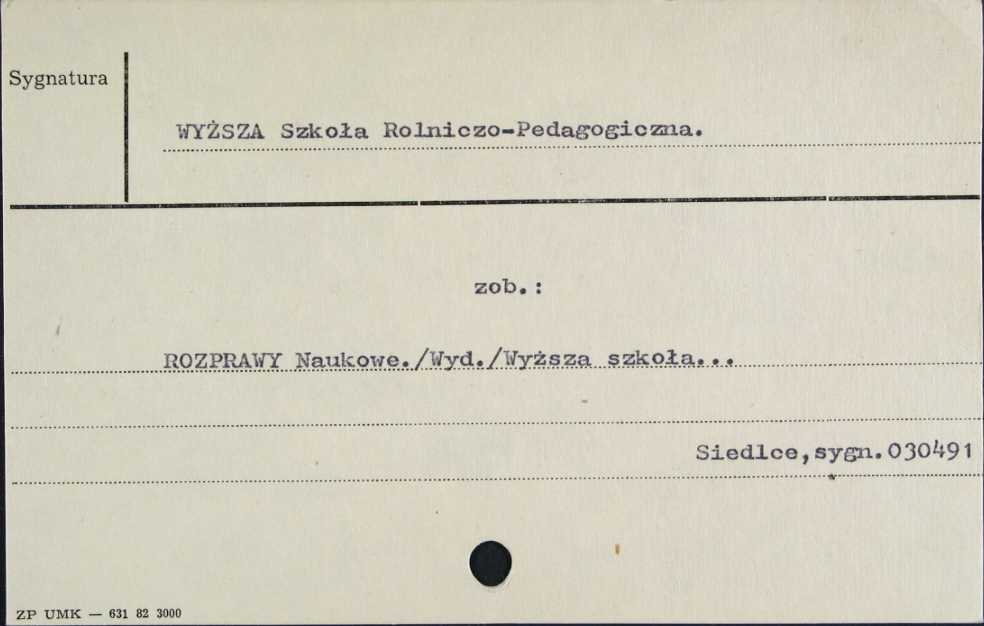 Sygnatura
WYŻSZA Szkoła Rolniczo-Pedagogiczna.
zob.:
ROZPRAWY Naukowe./Wyd./Wyższa szkoła...
Siedlce,sygn.030491
ZP UMK — 631 82 3000